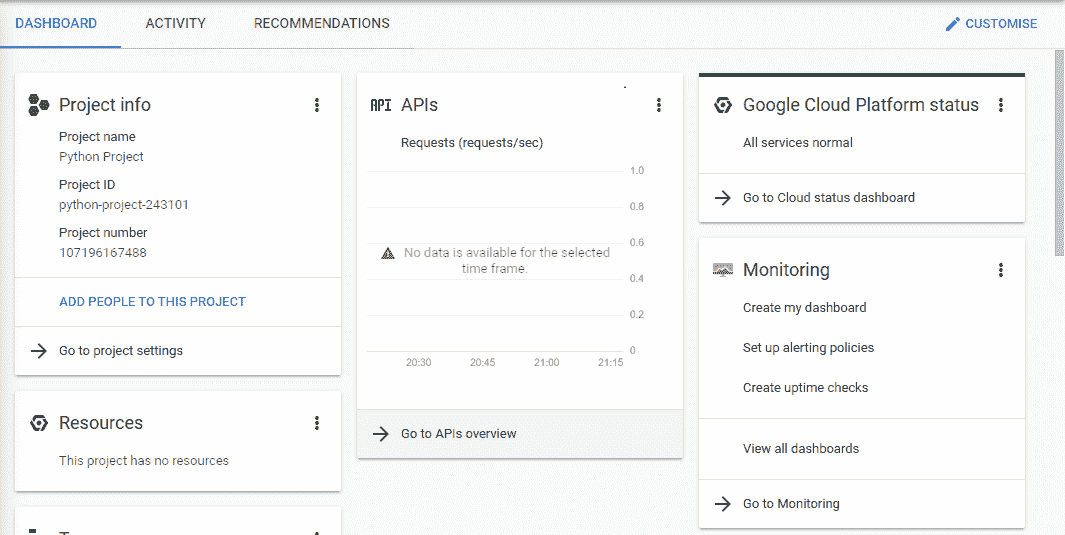 DASHBOARD ACTIVITY RECOMMENDATIONS CUSTOMISE
Project info
Project name
Python Project
Project ID
python-project-243101
Project number
107196167488
ADD PEOPLE TO THIS PROJECT
Go to project settings
Resources
This project has no resources
API APIs
Requests (requests/sec)
1.0
0.8
0.6
No data is available for the selected
time frame.
0.4
0.2
0
20:30 20:45 21:00 21:15
Go to APIs overview
Google Cloud Platform status
All services normal
Go to Cloud status dashboard
Monitoring
Create my dashboard
Set up alerting policies
Create uptime checks
View all dashboards
Go to Monitoring